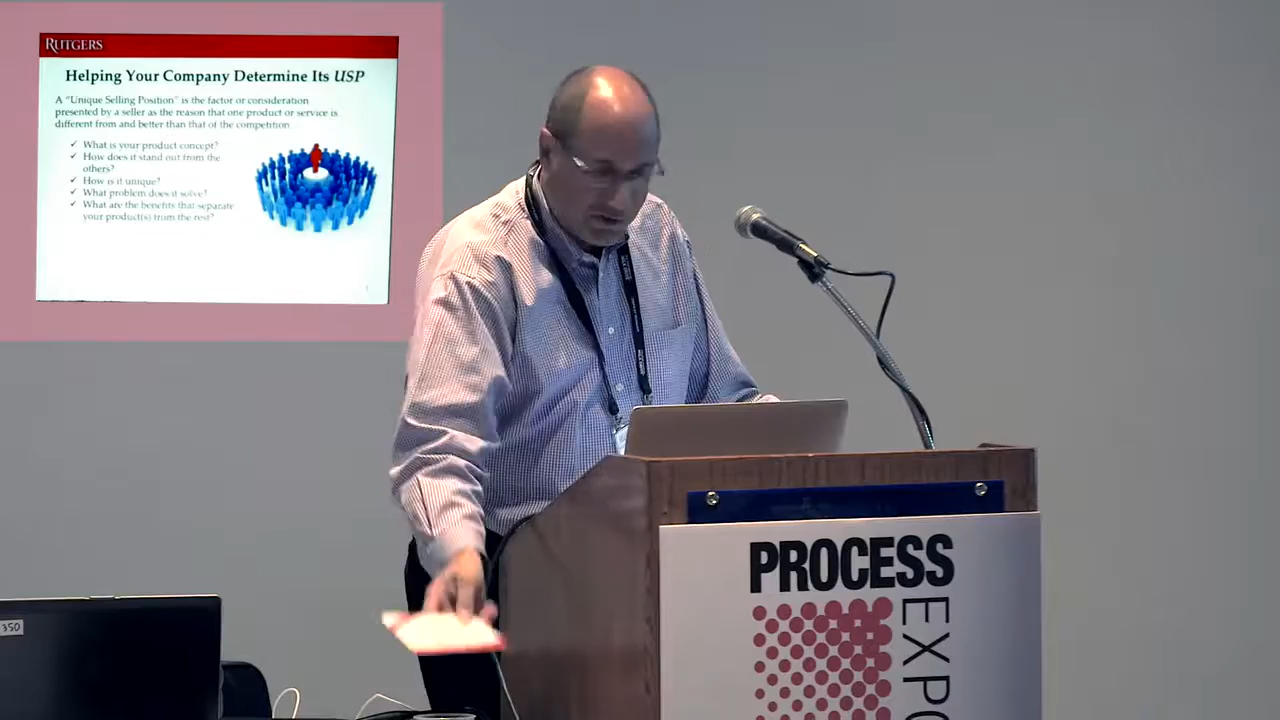 RUTGERS
Helping Your Company Determine Its USP
A "Unique Selling Position" is the factor or consideration
presented by a seller as the reason that one product or service is
different from and better than that of the competition
✓ What is your product concept?
✓ How does it stand out from the
others?
✓ How is it unique?
✓ What problem does it solve?
✓ What are the benefits that separate
your product(s) from the rest?
350
PROCESS
EXPO